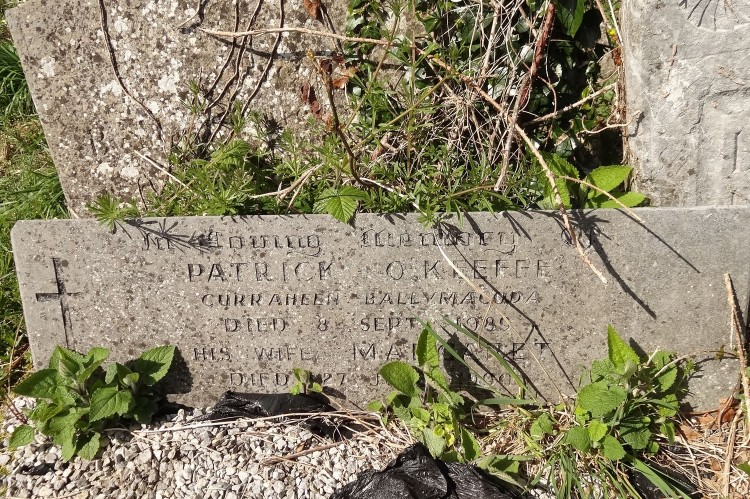 In Loving Memory of
PATRICK O'KEEFFE
CURRAHEEN BALLYMACODA
DIED 8 SEPT 1989
HIS WIFE, MARGARET
DIED 27